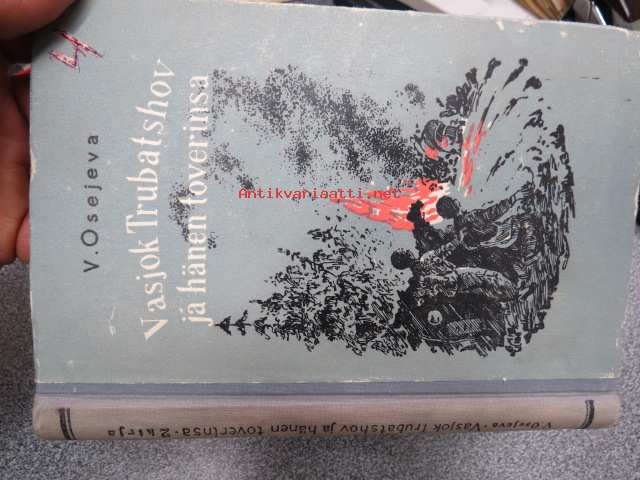 V. Osejeva
Vasjok Trubatshov
ja hänen toverinsa
Antikvariaatti.net
V. Osejeva · Vasjok Trubatshov ja hänen toverinsa · 2 kirja